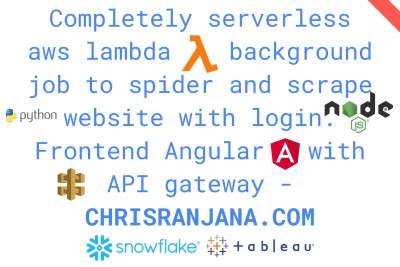 Completely serverless
aws lambda λ background
job to spider and scrape
python website with login. node JS
Frontend Angular A with
API gateway -
CHRISRANJANA.COM
snowflake tableau